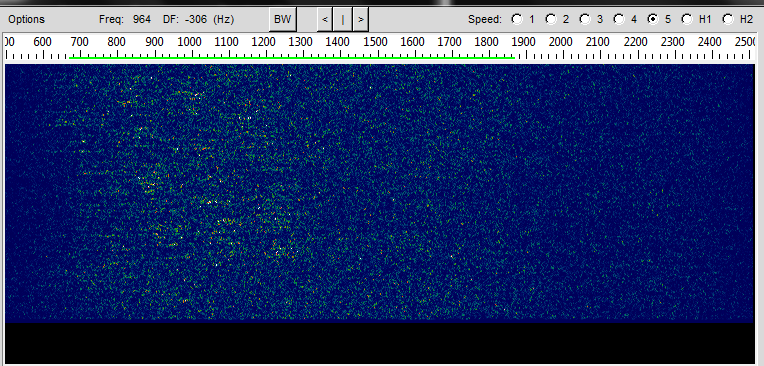 Options Freq: 964 DF: -306 (Hz) BW < | > Speed: 1 2 3 4 5 H1 H2
00 600 700 800 900 1000 1100 1200 1300 1400 1500 1600 1700 1800 1900 2000 2100 2200 2300 2400 2500